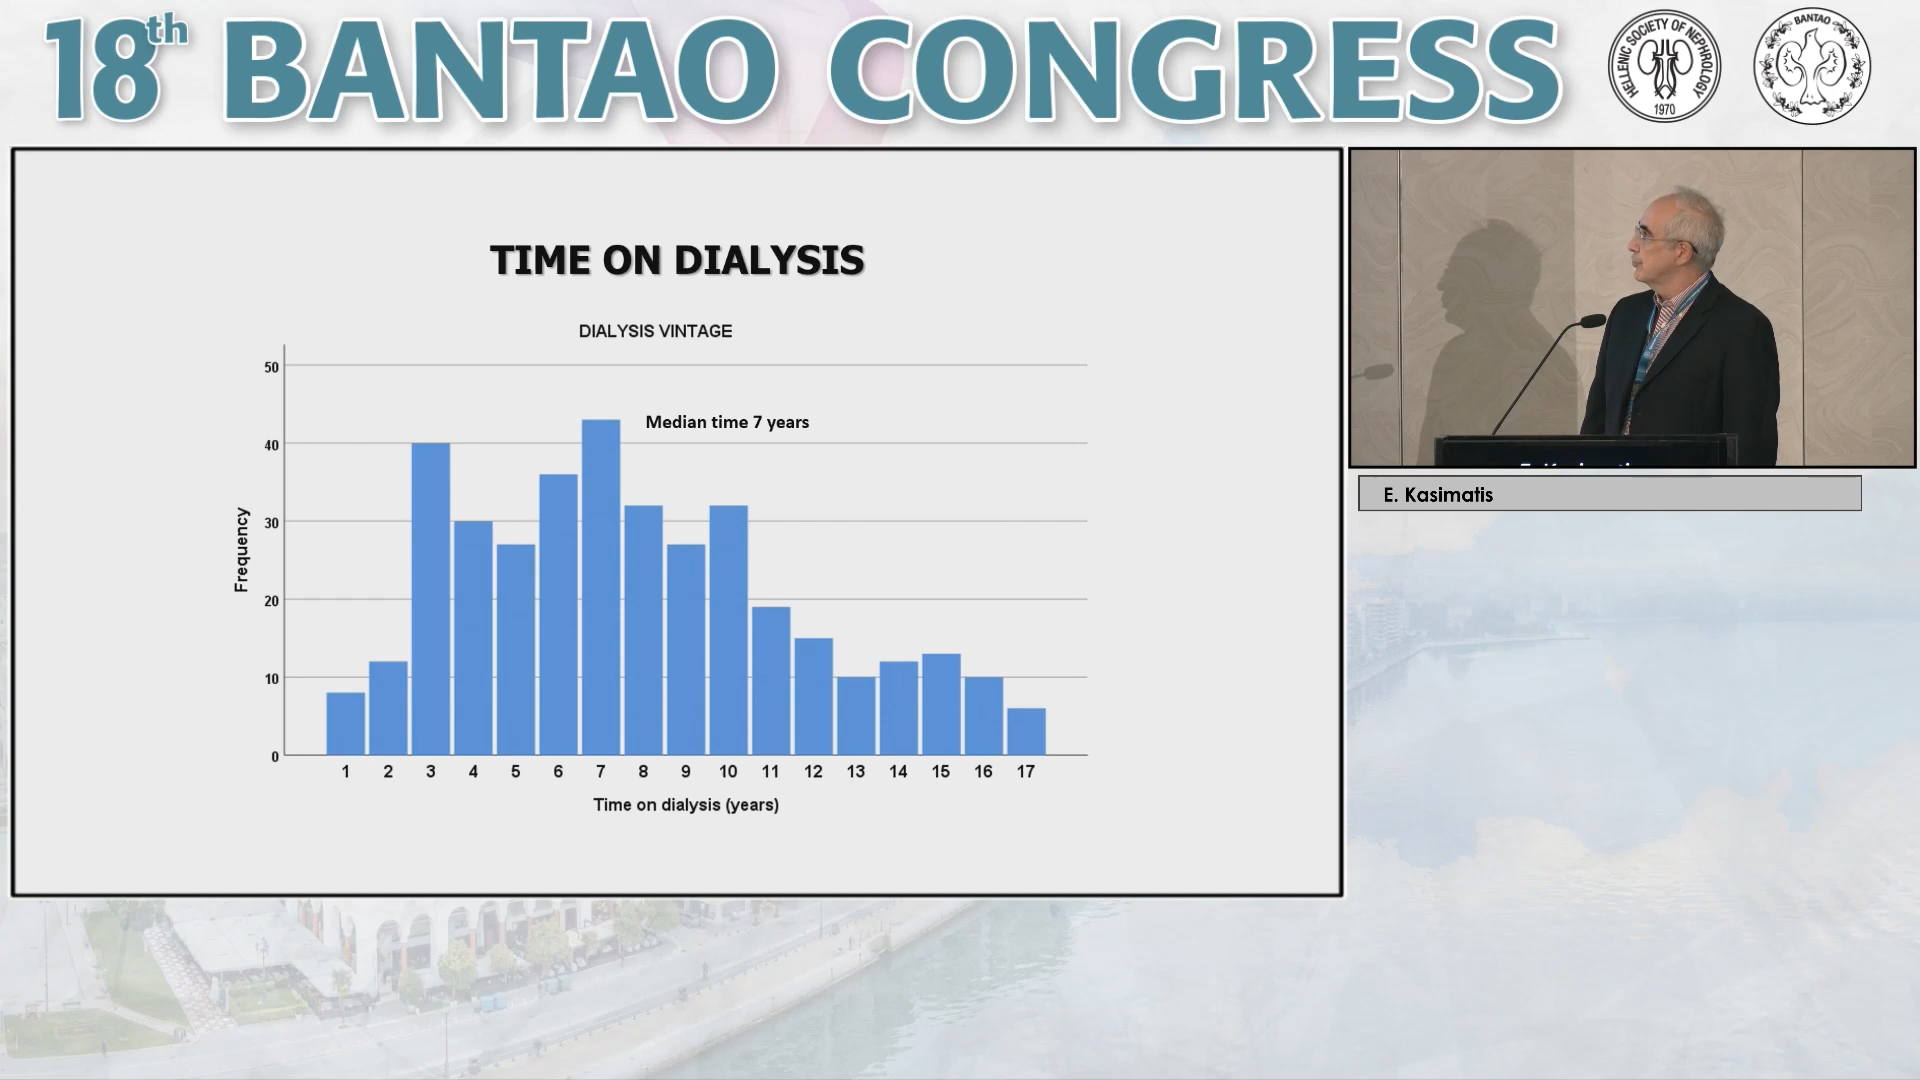 18th BANTAO CONGRESS
HELLENIC SOCIETY OF NEPHROLOGY
1970
BANTAO
TIME ON DIALYSIS
DIALYSIS VINTAGE
Median time 7 years
Frequency
50
40
30
20
10
0
1 2 3 4 5 6 7 8 9 10 11 12 13 14 15 16 17
Time on dialysis (years)
E. Kasimatis